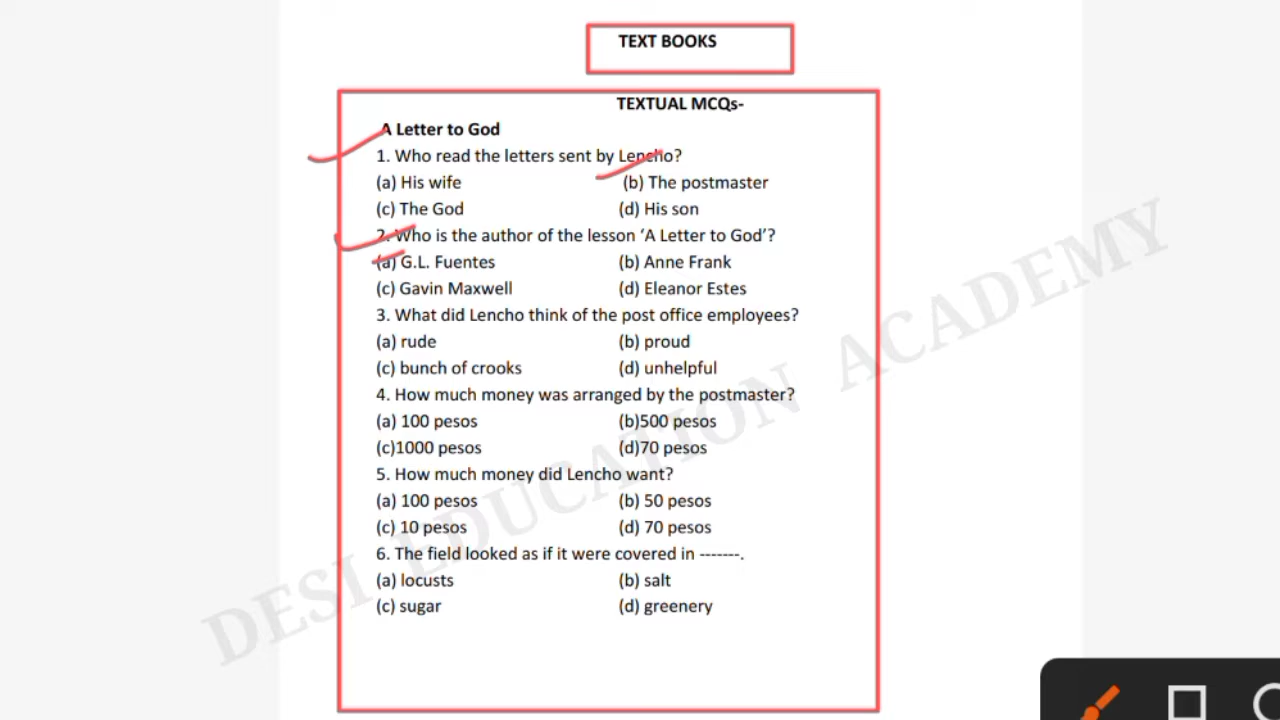 TEXT BOOKS
TEXTUAL MCQs-
A Letter to God
1. Who read the letters sent by Lencho?
(a) His wife (b) The postmaster
(c) The God (d) His son
2. Who is the author of the lesson ‘A Letter to God’?
(a) G.L. Fuentes (b) Anne Frank
(c) Gavin Maxwell (d) Eleanor Estes
3. What did Lencho think of the post office employees?
(a) rude (b) proud
(c) bunch of crooks (d) unhelpful
4. How much money was arranged by the postmaster?
(a) 100 pesos (b)500 pesos
(c)1000 pesos (d)70 pesos
5. How much money did Lencho want?
(a) 100 pesos (b) 50 pesos
(c) 10 pesos (d) 70 pesos
6. The field looked as if it were covered in -------.
(a) locusts (b) salt
(c) sugar (d) greenery
DESI EDUCATION ACADEMY